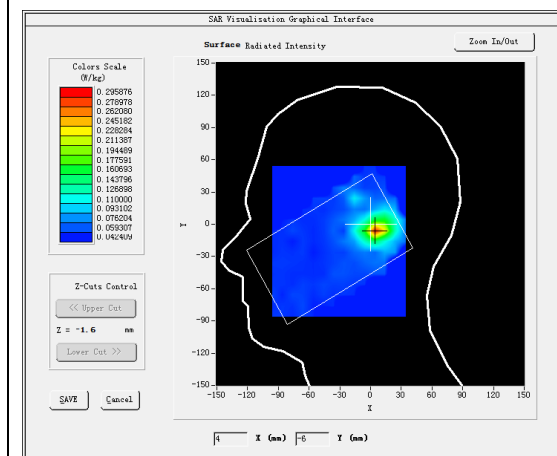 SAR Visualisation Graphical Interface
Surface Radiated Intensity
Zoom In/Out
Colors Scale
(W/kg)
0.295876
0.278978
0.262080
0.245182
0.228284
0.211387
0.194489
0.177591
0.160693
0.143796
0.126898
0.110000
0.093102
0.076204
0.059307
0.042409
150
120
90
60
30
0
-30
-60
-90
-120
-150
Y
-150 -120 -90 -60 -30 0 30 60 90 120 150
X
Z-Cuts Control
<< Upper Cut
Z = -1.6 mm
Lower Cut >>
SAVE
Cancel
4 X (mm) -6 Y (mm)